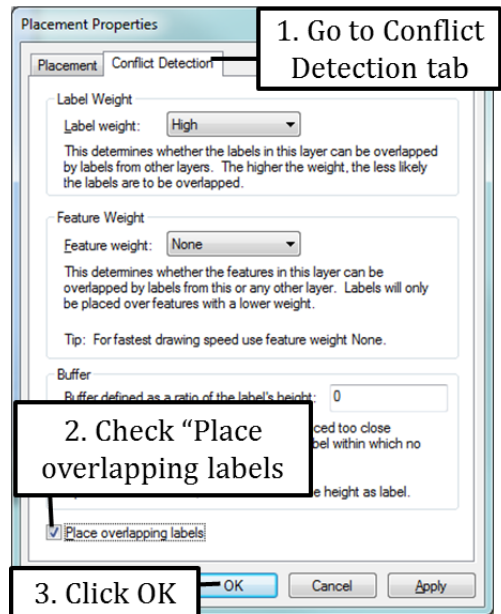 Placement Properties
1. Go to Conflict
Detection tab
Placement
Conflict Detection
Label Weight
Label weight:
High
This determines whether the labels in this layer can be overlapped
by labels from other layers. The higher the weight, the less likely
the labels are to be overlapped.
Feature Weight
Feature weight:
None
This determines whether the features in this layer can be
overlapped by labels from this or any other layer. Labels will only
be placed over features with a lower weight.
Tip: For fastest drawing speed use feature weight None.
Buffer
Buffer defined as a ratio of the label's height:
0
2. Check “Place
overlapping labels
ced too close
bel within which no
e height as label.
Place overlapping labels
3. Click OK
OK
Cancel
Apply